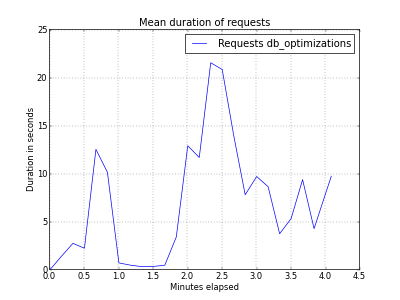 Mean duration of requests
Requests db_optimizations
Duration in seconds
25
20
15
10
5
0
0.0 0.5 1.0 1.5 2.0 2.5 3.0 3.5 4.0 4.5
Minutes elapsed